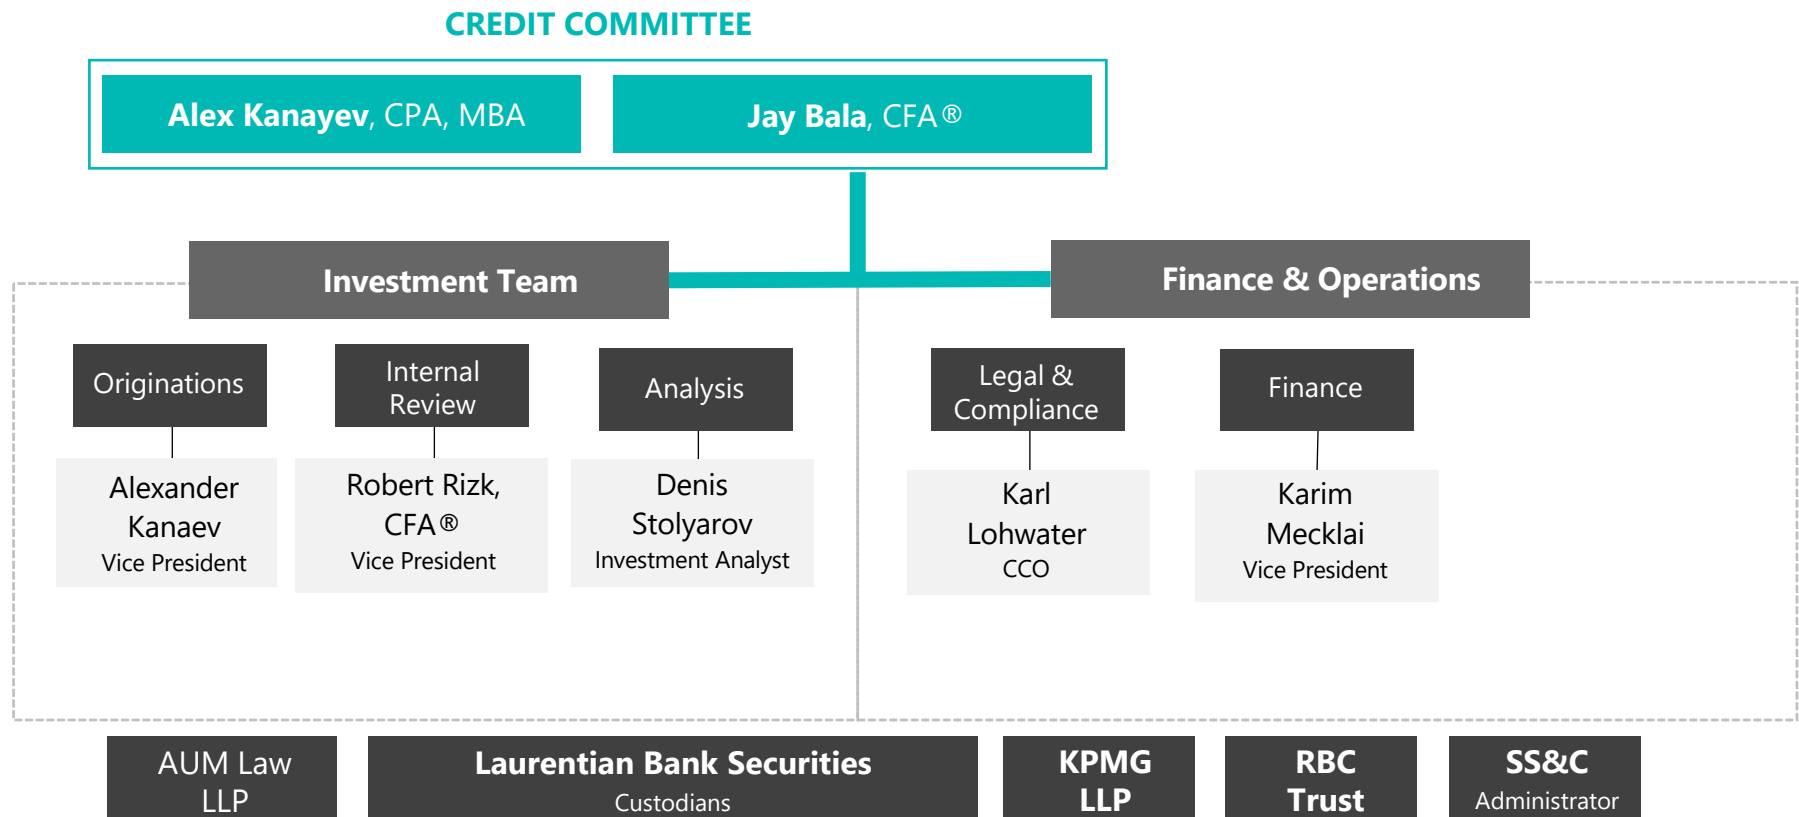 CREDIT COMMITTEE
Alex Kanayev, CPA, MBA
Jay Bala, CFA®
Investment Team
Finance & Operations
Originations
Internal
Review
Analysis
Legal &
Compliance
Finance
Alexander
Kanaev
Vice President
Robert Rizk,
CFA®
Vice President
Denis
Stolyarov
Investment Analyst
Karl
Lohwater
CCO
Karim
Mecklai
Vice President
AUM Law
LLP
Laurentian Bank Securities
Custodians
KPMG
LLP
RBC
Trust
SS&C
Administrator